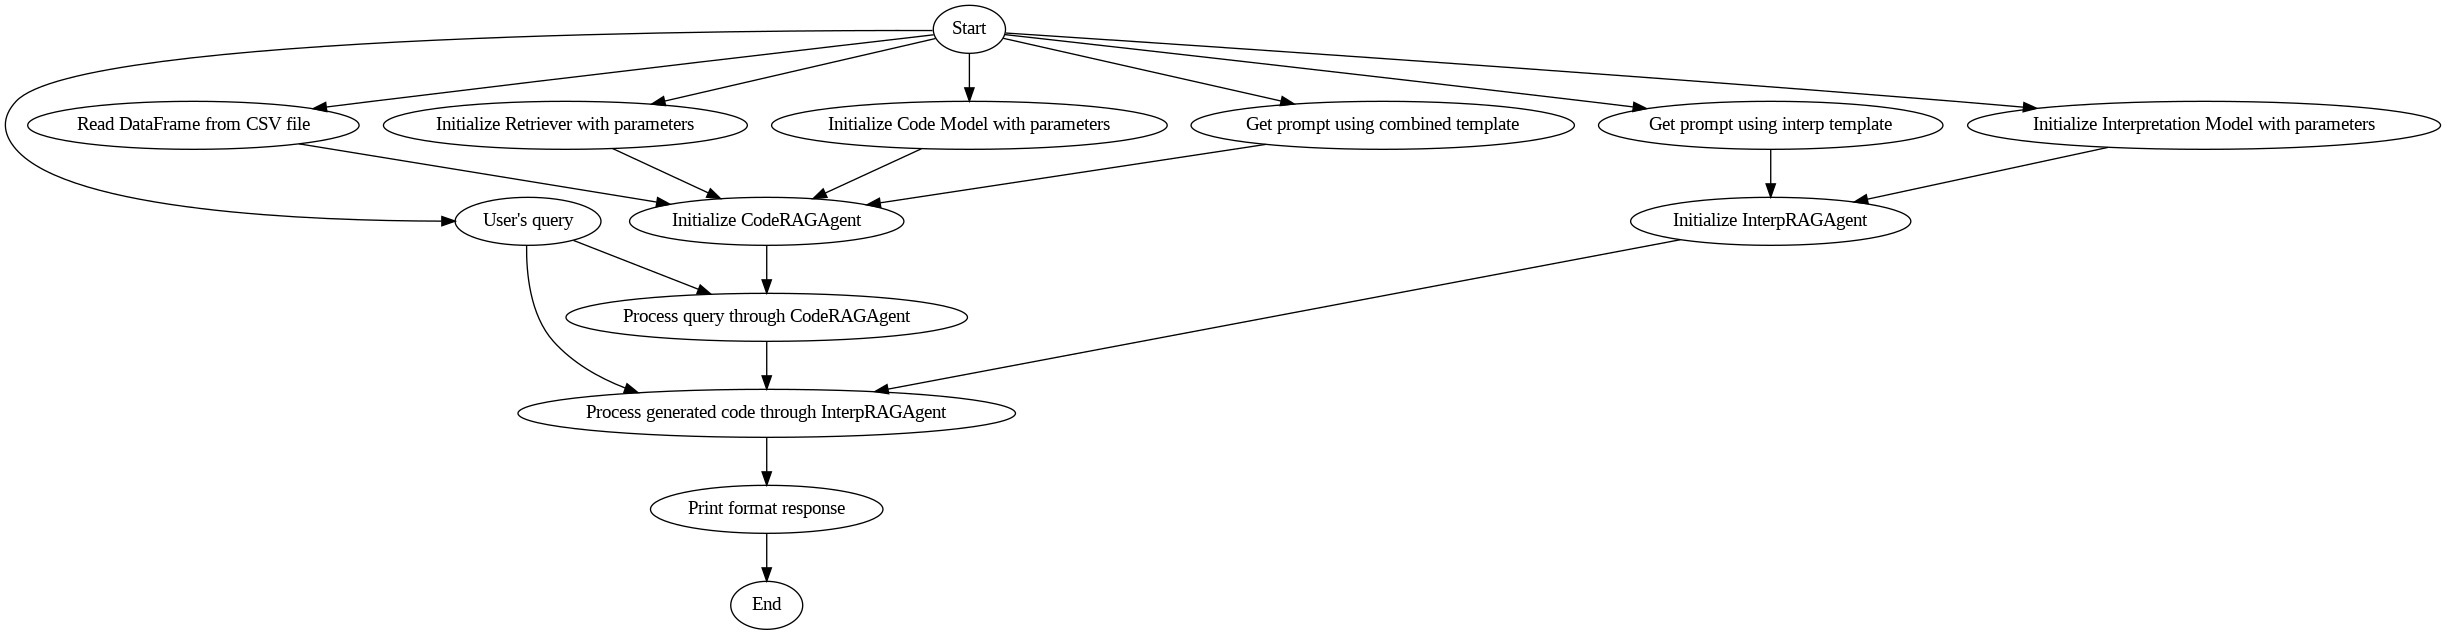 Start
Read DataFrame from CSV file
Initialize Retriever with parameters
Initialize Code Model with parameters
Get prompt using combined template
Get prompt using interp template
Initialize Interpretation Model with parameters
User's query
Initialize CodeRAGAgent
Initialize InterpRAGAgent
Process query through CodeRAGAgent
Process generated code through InterpRAGAgent
Print format response
End